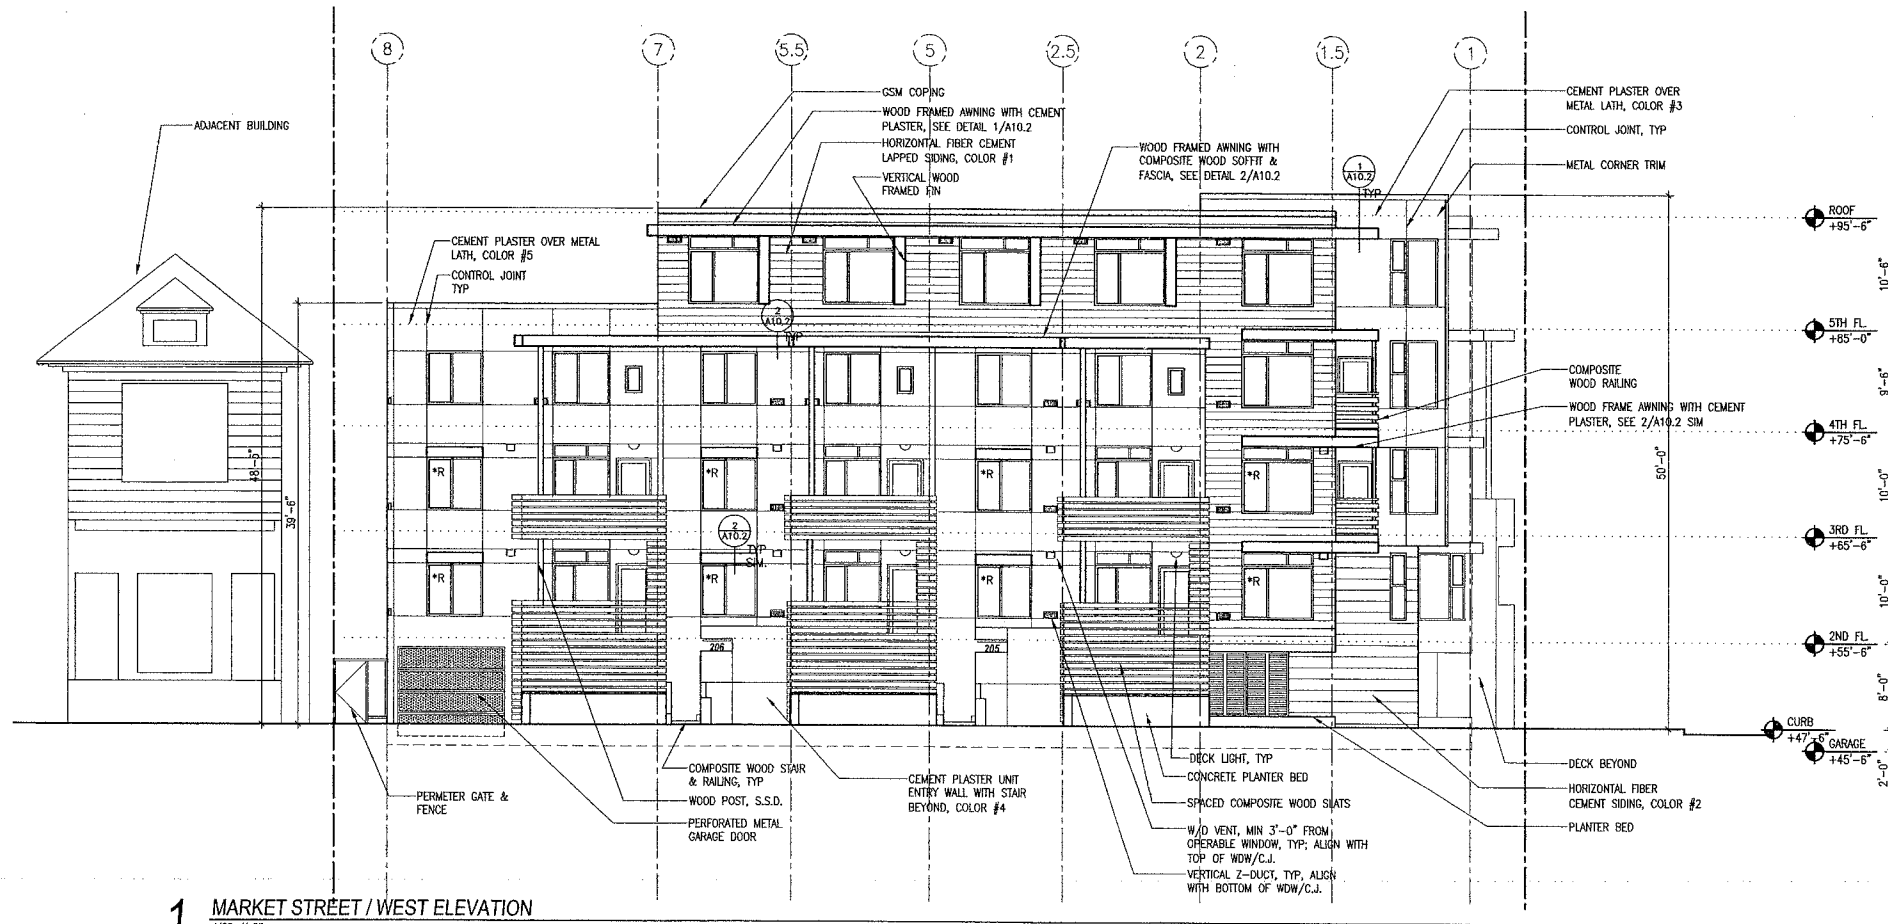 8
7
5.5
5
2.5
2
1.5
1
GSM COPING
WOOD FRAMED AWNING WITH CEMENT
PLASTER, SEE DETAIL 1/A10.2
HORIZONTAL FIBER CEMENT
LAPPED SIDING, COLOR #1
VERTICAL WOOD
FRAMED FIN
WOOD FRAMED AWNING WITH
COMPOSITE WOOD SOFFIT &
FASCIA, SEE DETAIL 2/A10.2
1
A10.2
TYP
CEMENT PLASTER OVER
METAL LATH, COLOR #3
CONTROL JOINT, TYP
METAL CORNER TRIM
ADJACENT BUILDING
CEMENT PLASTER OVER METAL
LATH, COLOR #5
CONTROL JOINT
TYP
2
A10.2
TYP
ROOF
+95'-6"
10'-6"
5TH FL.
+85'-0"
9'-6"
4TH FL.
+75'-6"
10'-0"
3RD FL.
+65'-6"
10'-0"
2ND FL.
+55'-6"
8'-0"
CURB
+47'-6"
GARAGE
+45'-6"
2'-0"
COMPOSITE
WOOD RAILING
WOOD FRAME AWNING WITH CEMENT
PLASTER, SEE 2/A10.2 SIM
48'-5"
39'-6"
50'-0"
*R
*R
*R
*R
2
A10.2
TYP
SIM.
*R
*R
*R
*R
206
205
PERMETER GATE &
FENCE
COMPOSITE WOOD STAIR
& RAILING, TYP
WOOD POST, S.S.D.
PERFORATED METAL
GARAGE DOOR
CEMENT PLASTER UNIT
ENTRY WALL WITH STAIR
BEYOND, COLOR #4
DECK LIGHT, TYP
CONCRETE PLANTER BED
SPACED COMPOSITE WOOD SLATS
W/D VENT, MIN 3'-0" FROM
OPERABLE WINDOW, TYP; ALIGN WITH
TOP OF WDW/C.J.
VERTICAL Z-DUCT, TYP, ALIGN
WITH BOTTOM OF WDW/C.J.
DECK BEYOND
HORIZONTAL FIBER
CEMENT SIDING, COLOR #2
PLANTER BED
1 MARKET STREET / WEST ELEVATION